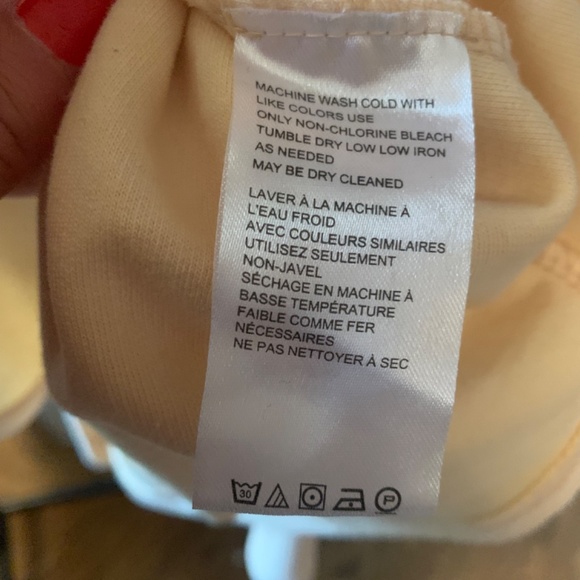 MACHINE WASH COLD WITH
LIKE COLORS USE
ONLY NON-CHLORINE BLEACH
TUMBLE DRY LOW LOW IRON
AS NEEDED
MAY BE DRY CLEANED
LAVER À LA MACHINE À
L'EAU FROID
AVEC COULEURS SIMILAIRES
UTILISEZ SEULEMENT
NON-JAVEL
SÉCHAGE EN MACHINE À
BASSE TEMPÉRATURE
FAIBLE COMME FER
NÉCESSAIRES
NE PAS NETTOYER À SEC
30 P